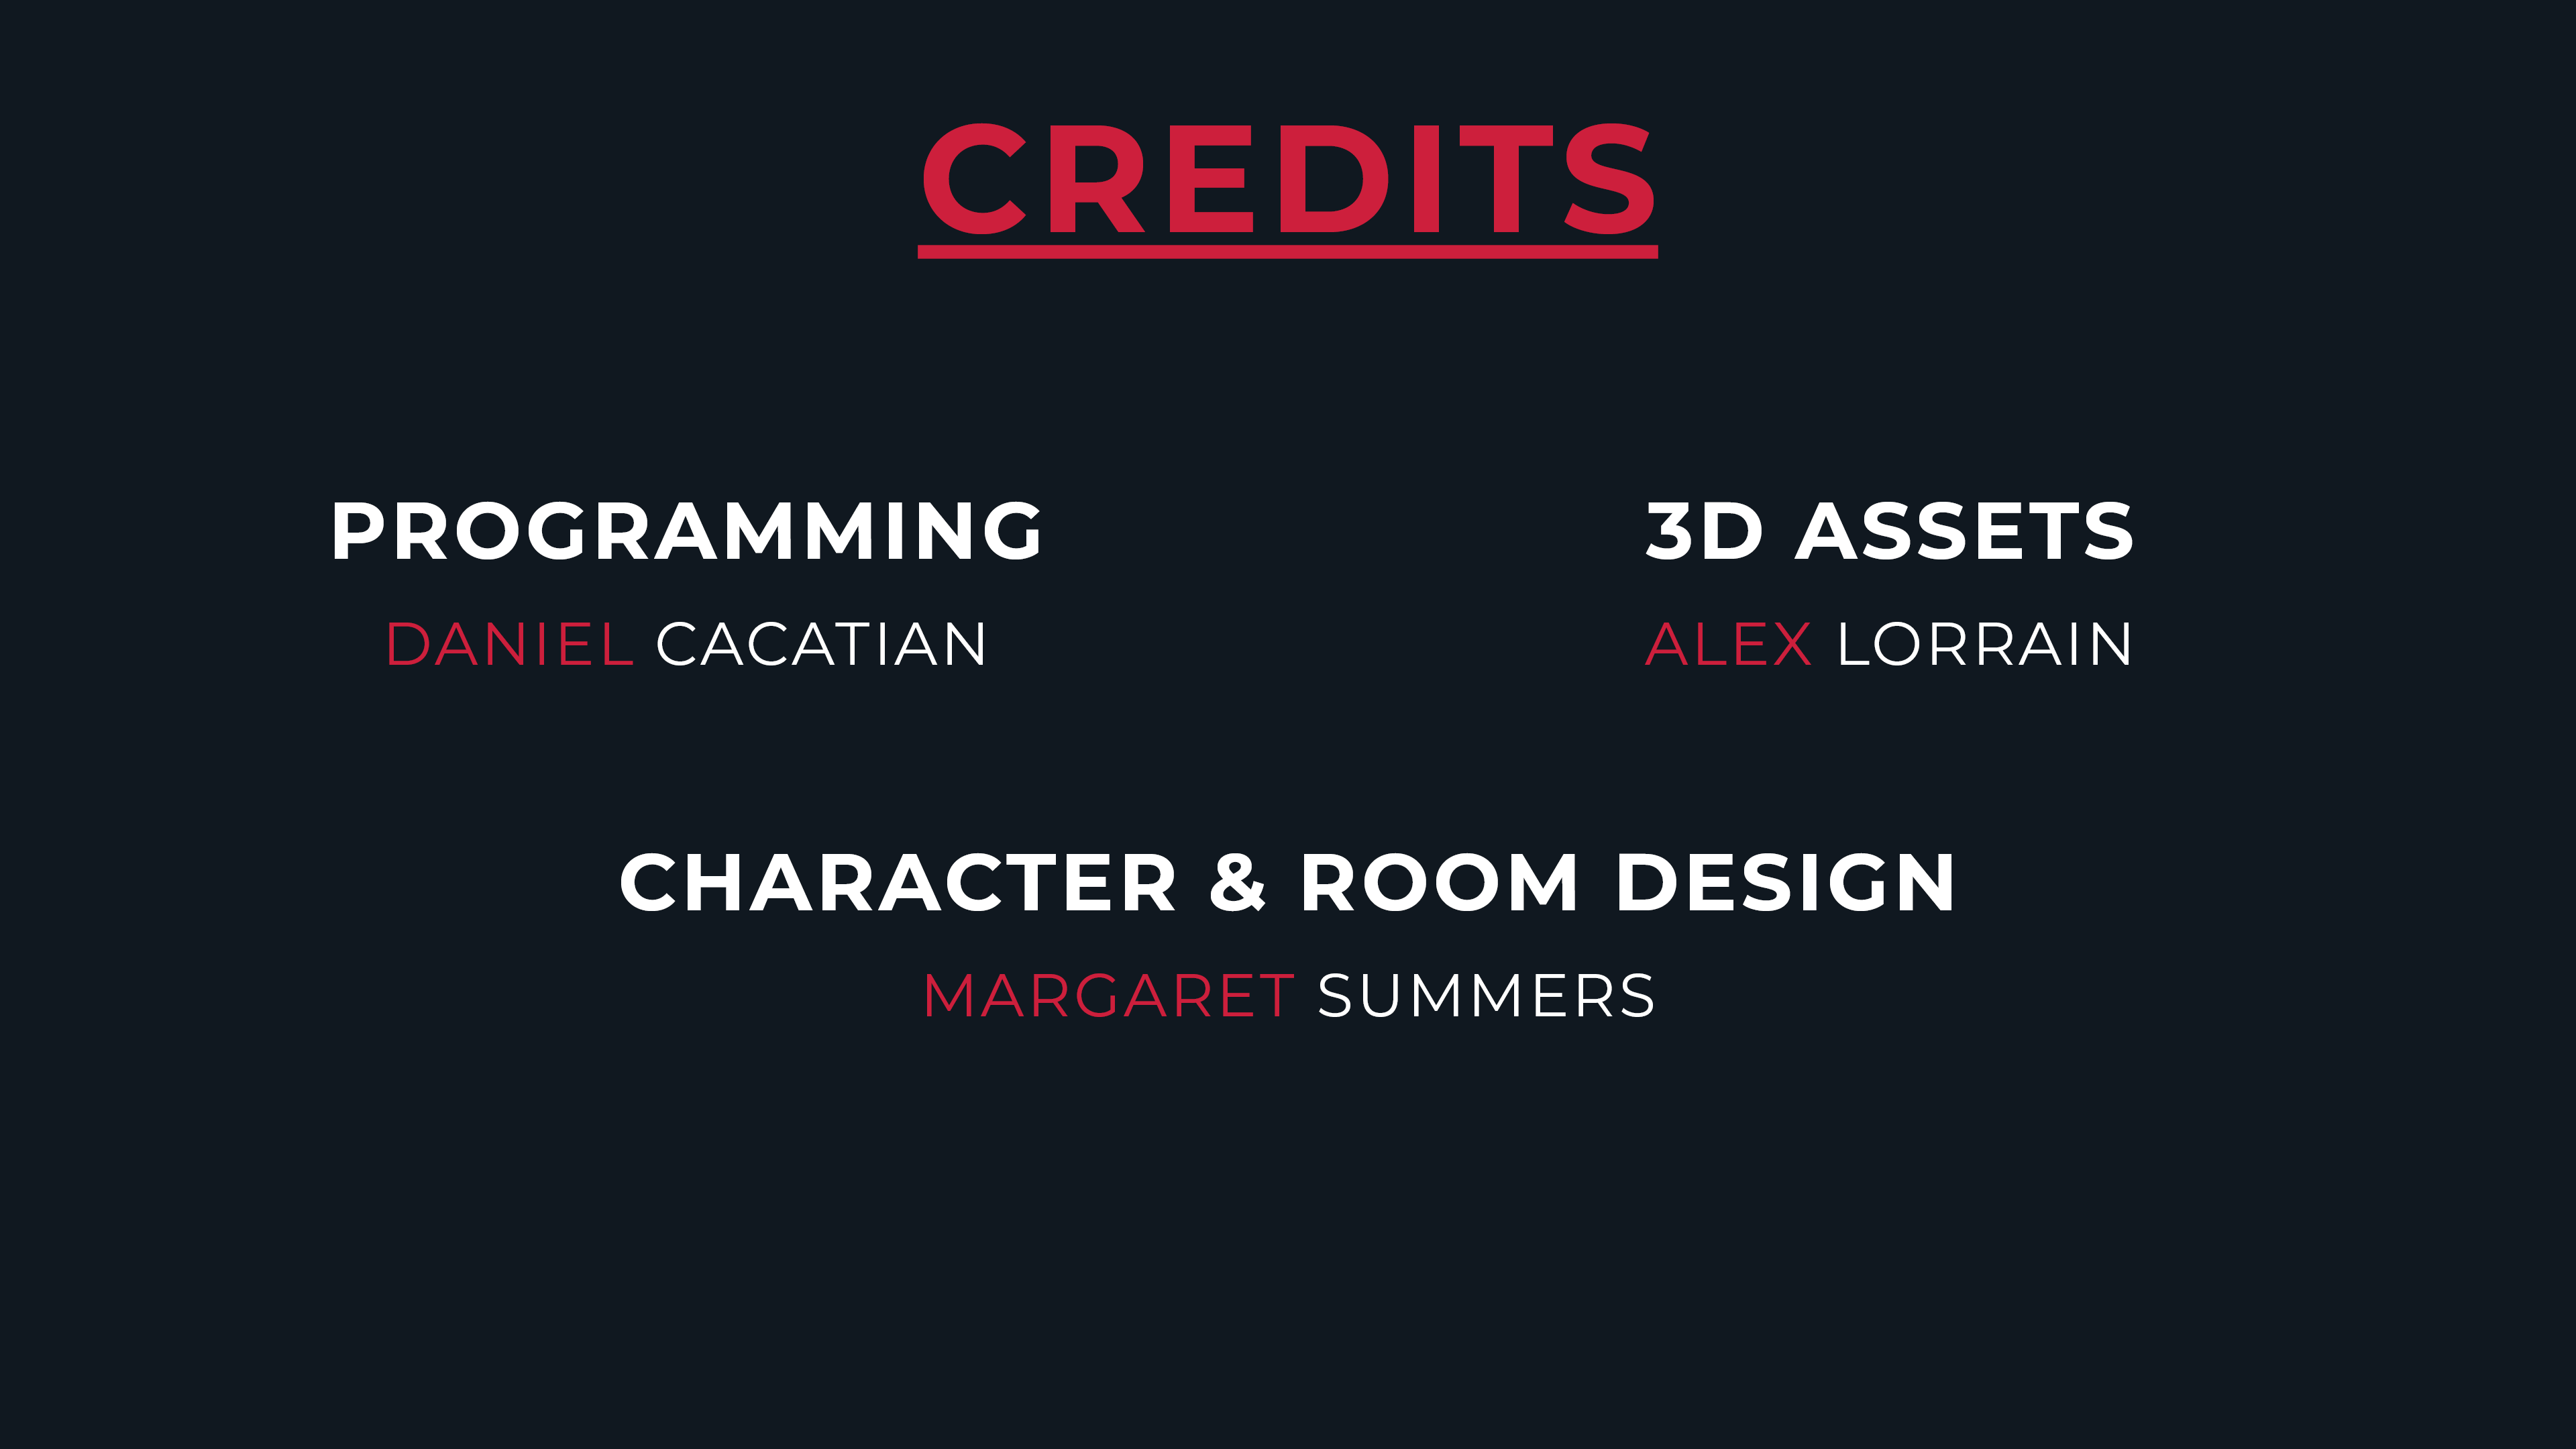 CREDITS
PROGRAMMING
DANIEL CACATIAN
3D ASSETS
ALEX LORRAIN
CHARACTER & ROOM DESIGN
MARGARET SUMMERS